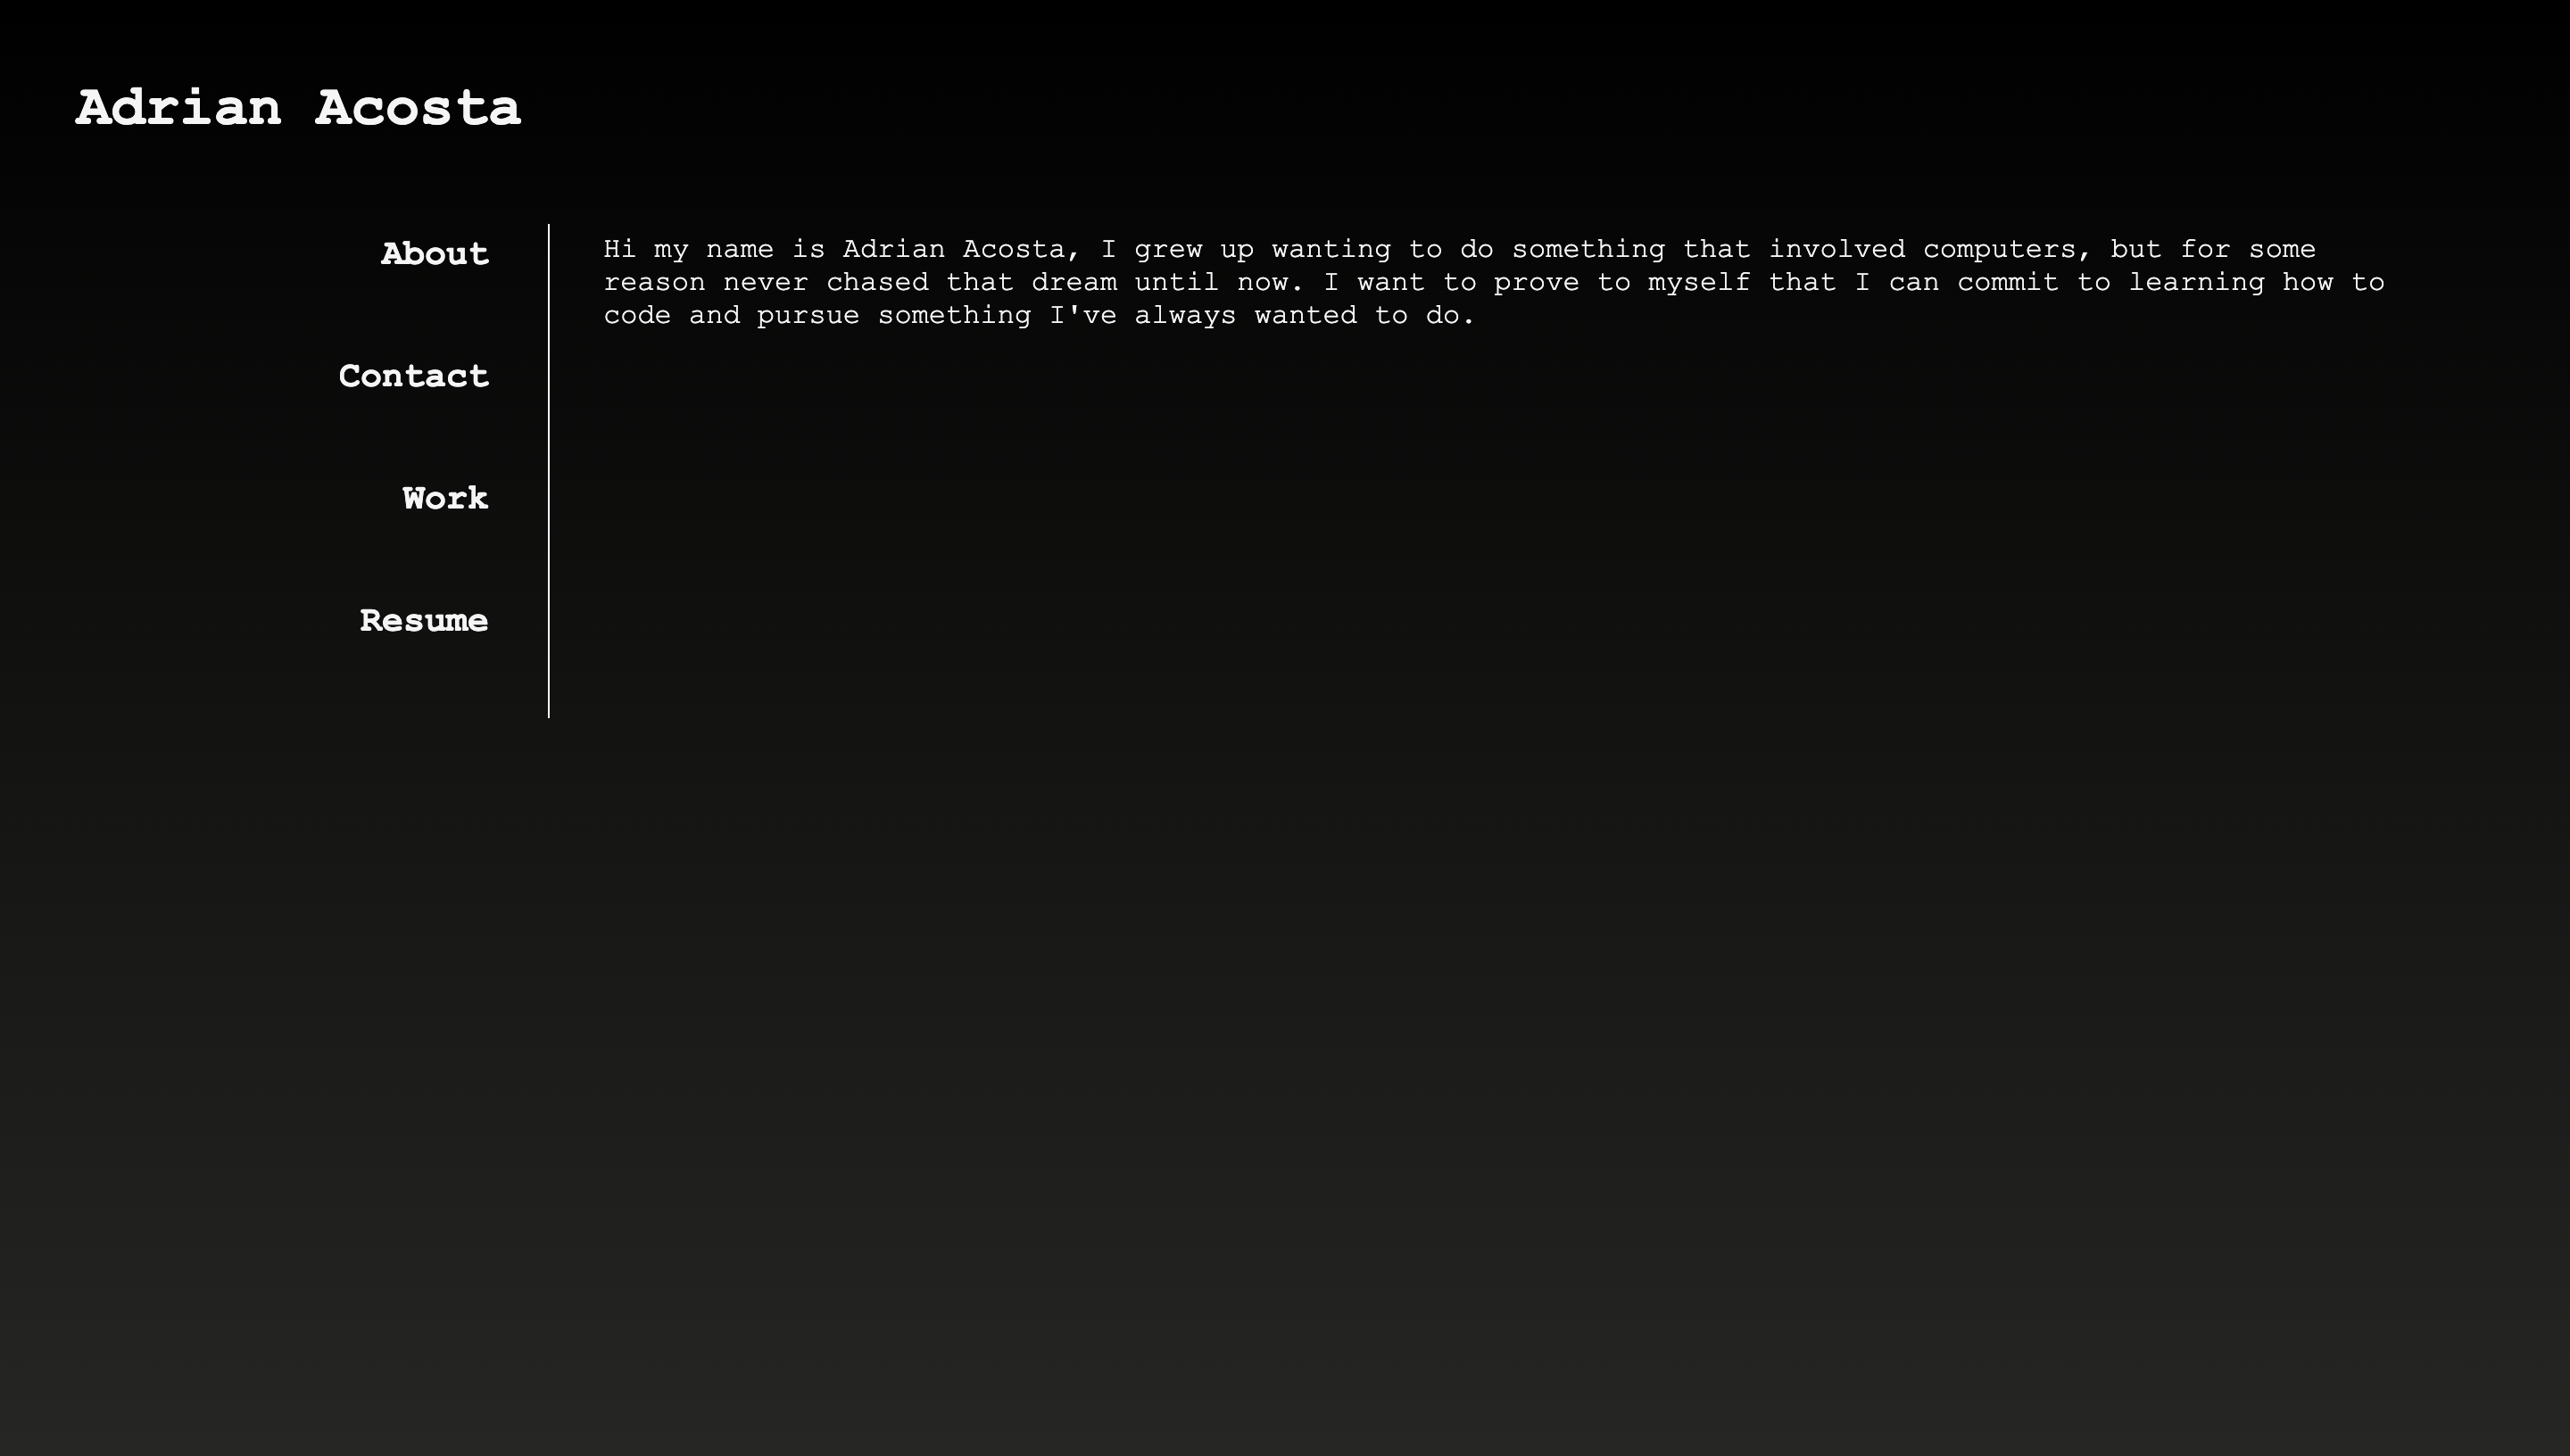 Adrian Acosta
About
Contact
Work
Resume
Hi my name is Adrian Acosta, I grew up wanting to do something that involved computers, but for some
reason never chased that dream until now. I want to prove to myself that I can commit to learning how to
code and pursue something I've always wanted to do.